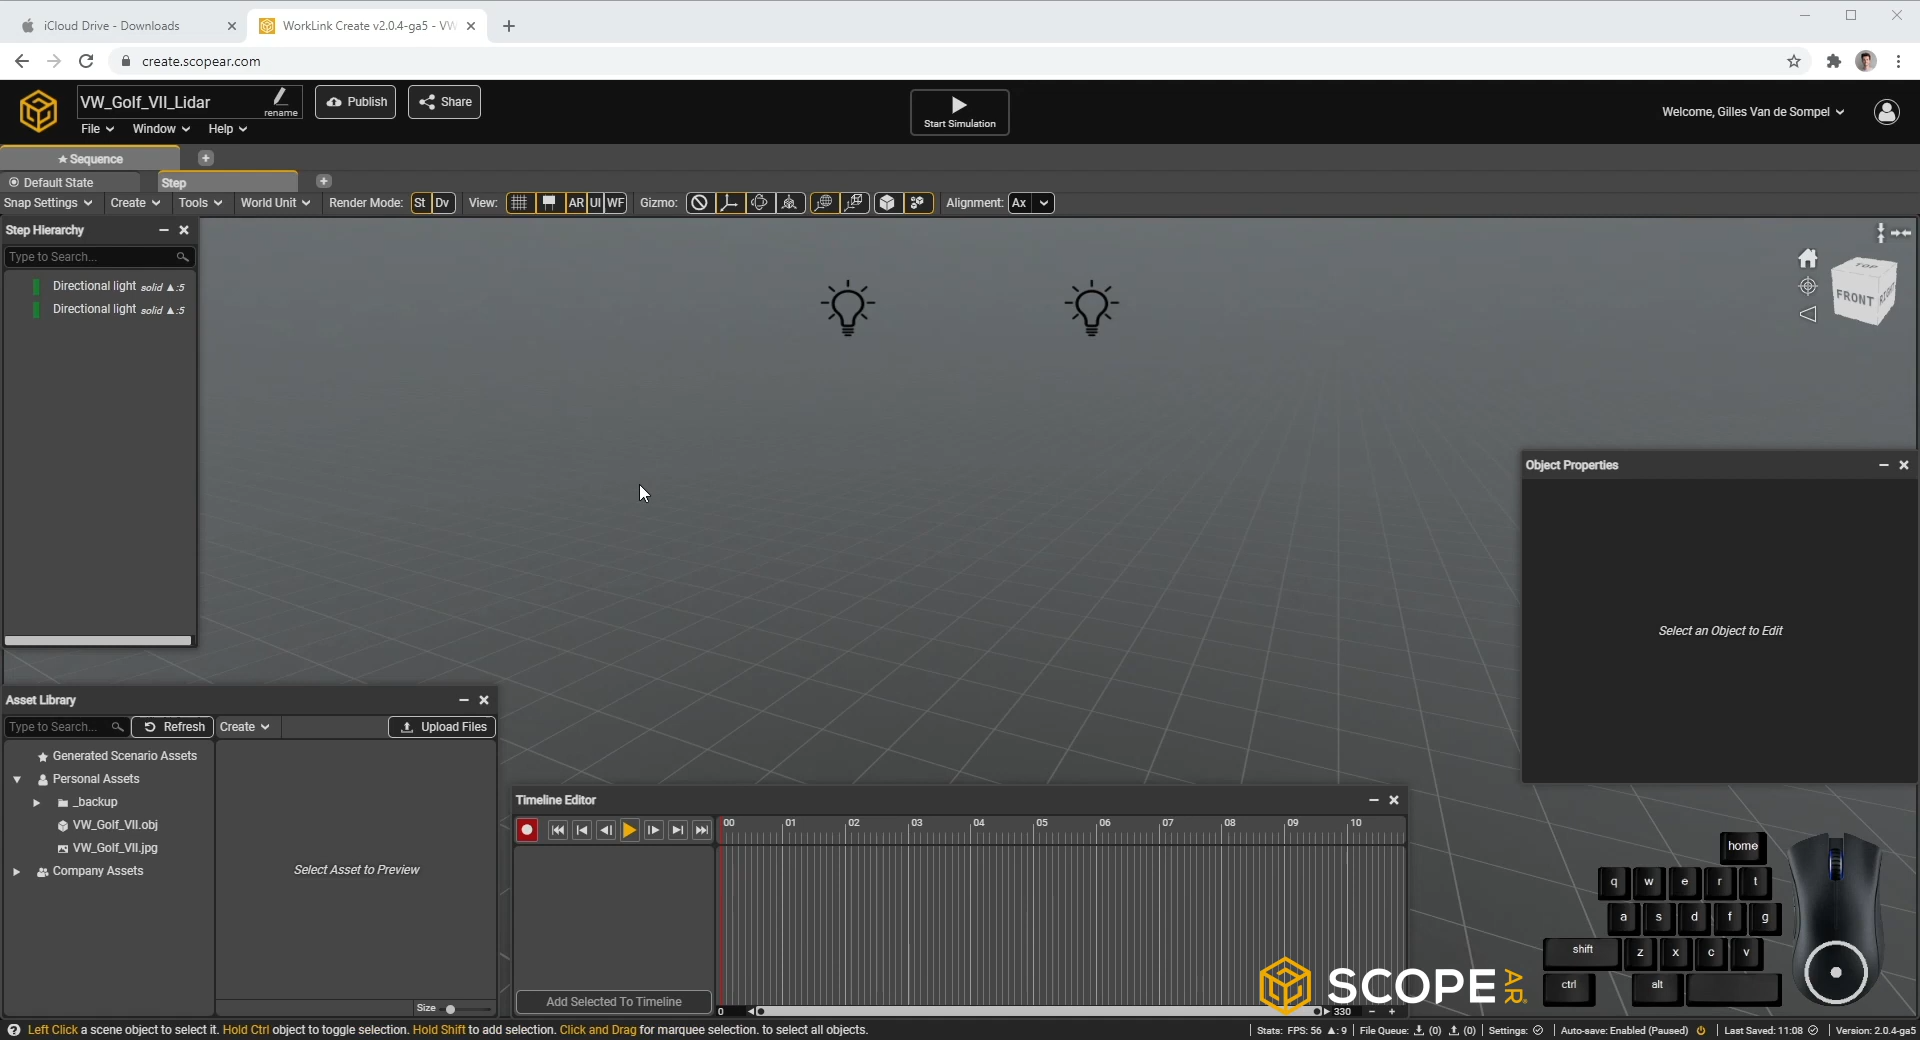 iCloud Drive - Downloads
WorkLink Create v2.0.4-ga5 - VW
create.scopear.com
VW_Golf_VII_Lidar
rename
Publish
Share
Start Simulation
Welcome, Gilles Van de Sompel
File Window Help
Sequence
Default State Step
Snap Settings Create Tools World Unit Render Mode: St Dv View: AR UI WF Gizmo: Alignment: Ax
Step Hierarchy
Type to Search...
Directional light solid ▲:5
Directional light solid ▲:5
TOP
FRONT RIGHT
Object Properties
Select an Object to Edit
Asset Library
Type to Search... Refresh Create Upload Files
Generated Scenario Assets
Personal Assets
_backup
VW_Golf_VII.obj
VW_Golf_VII.jpg
Company Assets
Select Asset to Preview
Size
Timeline Editor
00 01 02 03 04 05 06 07 08 09 10
Add Selected To Timeline
0 330
SCOPE AR.
home
q w e r t
a s d f g
shift z x c v
ctrl alt
Left Click a scene object to select it. Hold Ctrl object to toggle selection. Hold Shift to add selection. Click and Drag for marquee selection. to select all objects.
Stats: FPS: 56 ▲: 9 File Queue: (0) (0) Settings: Auto-save: Enabled (Paused) Last Saved: 11:08 Version: 2.0.4-ga5